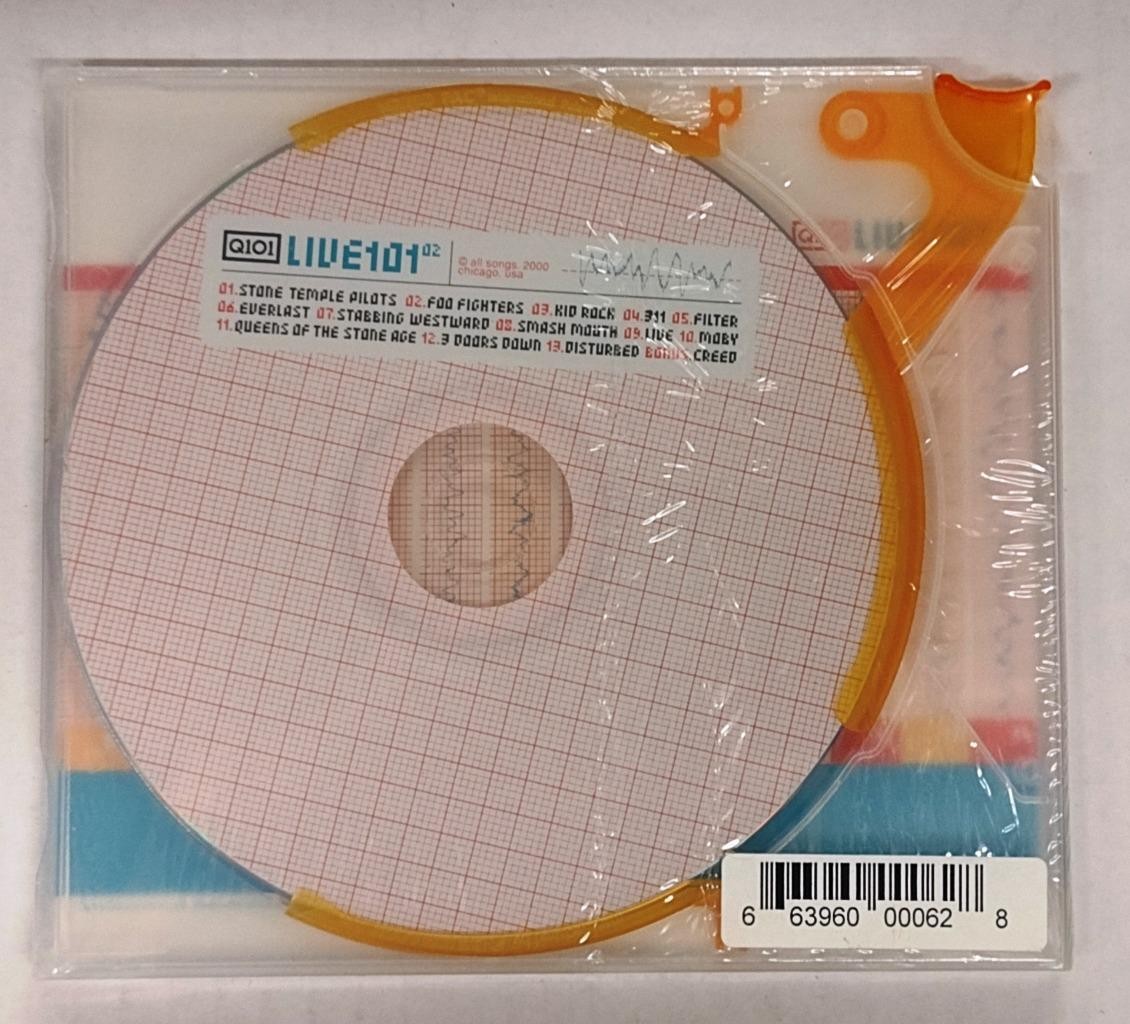 Q101 LIVE101 02
© all songs. 2000
chicago, usa
01.STONE TEMPLE PILOTS 02.FOO FIGHTERS 03.KID ROCK 04.311 05.FILTER
06.EVERLAST 07.STABBING WESTWARD 08.SMASH MOUTH 09.LIVE 10.MOBY
11.QUEENS OF THE STONE AGE 12.3 DOORS DOWN 13.DISTURBED BONUS.CREED
6 63960 00062 8